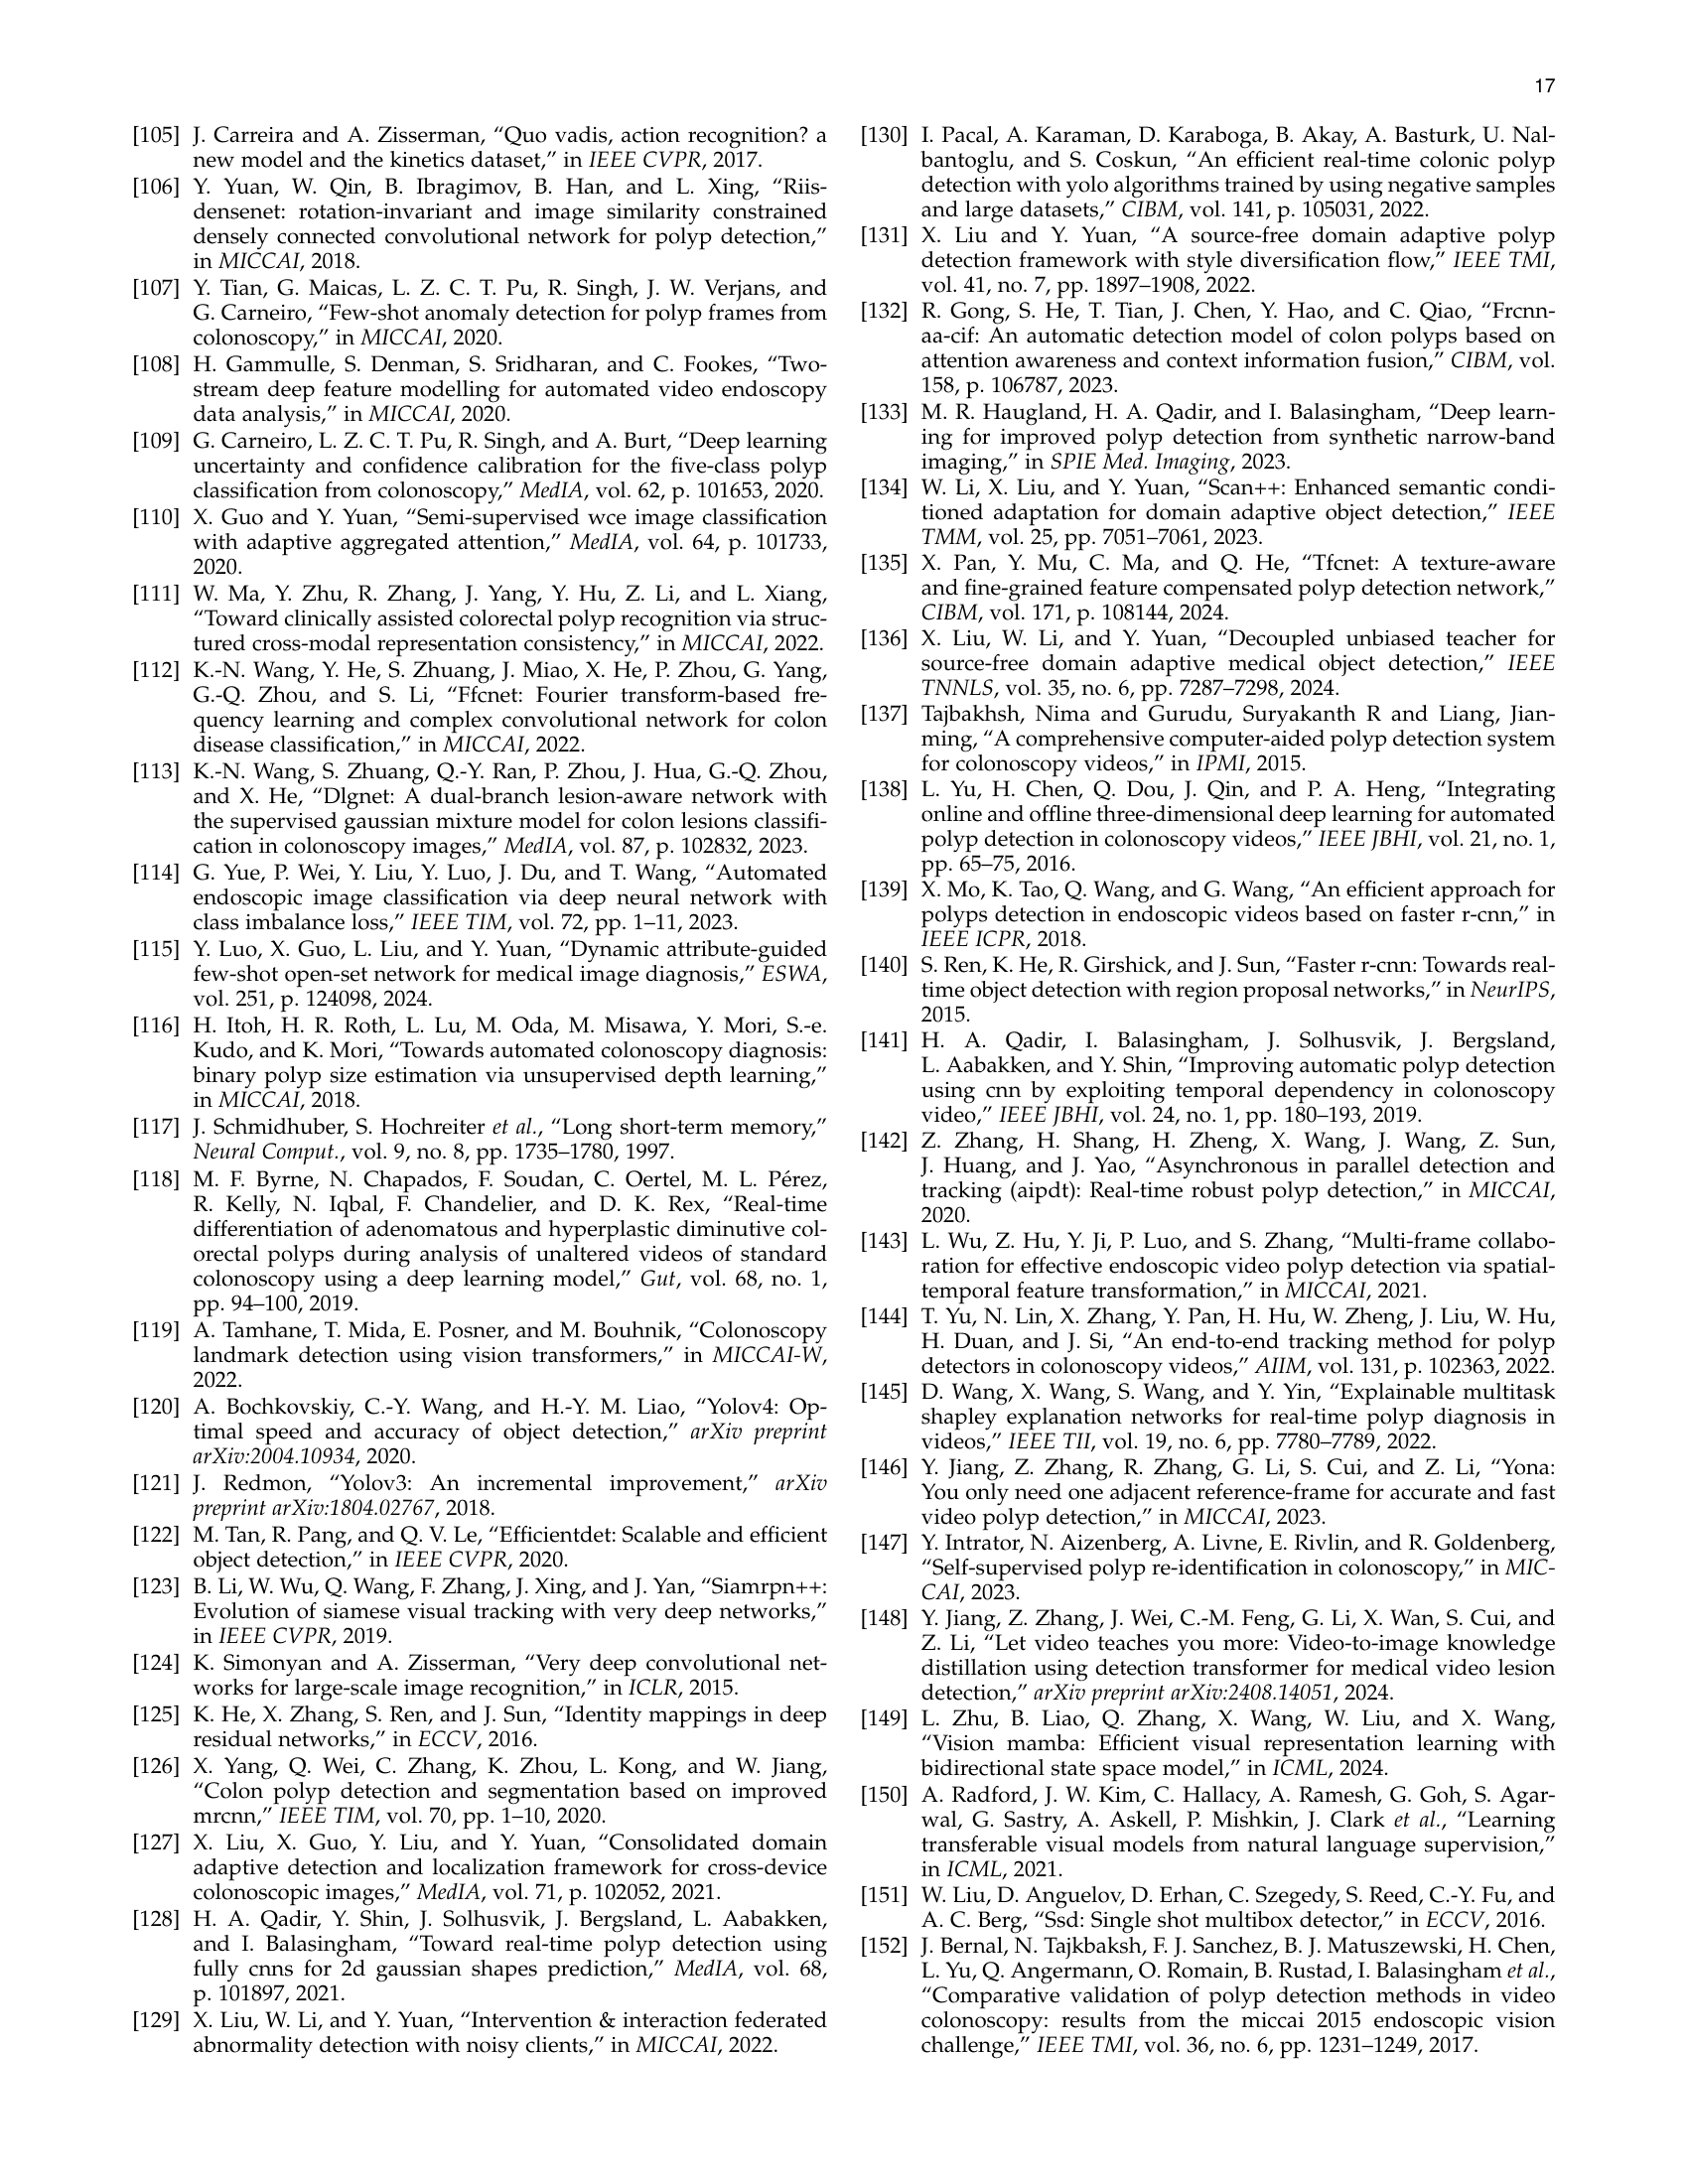 17
[105] J. Carreira and A. Zisserman, “Quo vadis, action recognition? a
new model and the kinetics dataset,” in IEEE CVPR, 2017.
[106] Y. Yuan, W. Qin, B. Ibragimov, B. Han, and L. Xing, “Riis-
densenet: rotation-invariant and image similarity constrained
densely connected convolutional network for polyp detection,”
in MICCAI, 2018.
[107] Y. Tian, G. Maicas, L. Z. C. T. Pu, R. Singh, J. W. Verjans, and
G. Carneiro, “Few-shot anomaly detection for polyp frames from
colonoscopy,” in MICCAI, 2020.
[108] H. Gammulle, S. Denman, S. Sridharan, and C. Fookes, “Two-
stream deep feature modelling for automated video endoscopy
data analysis,” in MICCAI, 2020.
[109] G. Carneiro, L. Z. C. T. Pu, R. Singh, and A. Burt, “Deep learning
uncertainty and confidence calibration for the five-class polyp
classification from colonoscopy,” MedIA, vol. 62, p. 101653, 2020.
[110] X. Guo and Y. Yuan, “Semi-supervised wce image classification
with adaptive aggregated attention,” MedIA, vol. 64, p. 101733,
2020.
[111] W. Ma, Y. Zhu, R. Zhang, J. Yang, Y. Hu, Z. Li, and L. Xiang,
“Toward clinically assisted colorectal polyp recognition via struc-
tured cross-modal representation consistency,” in MICCAI, 2022.
[112] K.-N. Wang, Y. He, S. Zhuang, J. Miao, X. He, P. Zhou, G. Yang,
G.-Q. Zhou, and S. Li, “Ffcnet: Fourier transform-based fre-
quency learning and complex convolutional network for colon
disease classification,” in MICCAI, 2022.
[113] K.-N. Wang, S. Zhuang, Q.-Y. Ran, P. Zhou, J. Hua, G.-Q. Zhou,
and X. He, “Dlgnet: A dual-branch lesion-aware network with
the supervised gaussian mixture model for colon lesions classifi-
cation in colonoscopy images,” MedIA, vol. 87, p. 102832, 2023.
[114] G. Yue, P. Wei, Y. Liu, Y. Luo, J. Du, and T. Wang, “Automated
endoscopic image classification via deep neural network with
class imbalance loss,” IEEE TIM, vol. 72, pp. 1–11, 2023.
[115] Y. Luo, X. Guo, L. Liu, and Y. Yuan, “Dynamic attribute-guided
few-shot open-set network for medical image diagnosis,” ESWA,
vol. 251, p. 124098, 2024.
[116] H. Itoh, H. R. Roth, L. Lu, M. Oda, M. Misawa, Y. Mori, S.-e.
Kudo, and K. Mori, “Towards automated colonoscopy diagnosis:
binary polyp size estimation via unsupervised depth learning,”
in MICCAI, 2018.
[117] J. Schmidhuber, S. Hochreiter et al., “Long short-term memory,”
Neural Comput., vol. 9, no. 8, pp. 1735–1780, 1997.
[118] M. F. Byrne, N. Chapados, F. Soudan, C. Oertel, M. L. Pérez,
R. Kelly, N. Iqbal, F. Chandelier, and D. K. Rex, “Real-time
differentiation of adenomatous and hyperplastic diminutive col-
orectal polyps during analysis of unaltered videos of standard
colonoscopy using a deep learning model,” Gut, vol. 68, no. 1,
pp. 94–100, 2019.
[119] A. Tamhane, T. Mida, E. Posner, and M. Bouhnik, “Colonoscopy
landmark detection using vision transformers,” in MICCAI-W,
2022.
[120] A. Bochkovskiy, C.-Y. Wang, and H.-Y. M. Liao, “Yolov4: Op-
timal speed and accuracy of object detection,” arXiv preprint
arXiv:2004.10934, 2020.
[121] J. Redmon, “Yolov3: An incremental improvement,” arXiv
preprint arXiv:1804.02767, 2018.
[122] M. Tan, R. Pang, and Q. V. Le, “Efficientdet: Scalable and efficient
object detection,” in IEEE CVPR, 2020.
[123] B. Li, W. Wu, Q. Wang, F. Zhang, J. Xing, and J. Yan, “Siamrpn++:
Evolution of siamese visual tracking with very deep networks,”
in IEEE CVPR, 2019.
[124] K. Simonyan and A. Zisserman, “Very deep convolutional net-
works for large-scale image recognition,” in ICLR, 2015.
[125] K. He, X. Zhang, S. Ren, and J. Sun, “Identity mappings in deep
residual networks,” in ECCV, 2016.
[126] X. Yang, Q. Wei, C. Zhang, K. Zhou, L. Kong, and W. Jiang,
“Colon polyp detection and segmentation based on improved
mrcnn,” IEEE TIM, vol. 70, pp. 1–10, 2020.
[127] X. Liu, X. Guo, Y. Liu, and Y. Yuan, “Consolidated domain
adaptive detection and localization framework for cross-device
colonoscopic images,” MedIA, vol. 71, p. 102052, 2021.
[128] H. A. Qadir, Y. Shin, J. Solhusvik, J. Bergsland, L. Aabakken,
and I. Balasingham, “Toward real-time polyp detection using
fully cnns for 2d gaussian shapes prediction,” MedIA, vol. 68,
p. 101897, 2021.
[129] X. Liu, W. Li, and Y. Yuan, “Intervention & interaction federated
abnormality detection with noisy clients,” in MICCAI, 2022.
[130] I. Pacal, A. Karaman, D. Karaboga, B. Akay, A. Basturk, U. Nal-
bantoglu, and S. Coskun, “An efficient real-time colonic polyp
detection with yolo algorithms trained by using negative samples
and large datasets,” CIBM, vol. 141, p. 105031, 2022.
[131] X. Liu and Y. Yuan, “A source-free domain adaptive polyp
detection framework with style diversification flow,” IEEE TMI,
vol. 41, no. 7, pp. 1897–1908, 2022.
[132] R. Gong, S. He, T. Tian, J. Chen, Y. Hao, and C. Qiao, “Frcnn-
aa-cif: An automatic detection model of colon polyps based on
attention awareness and context information fusion,” CIBM, vol.
158, p. 106787, 2023.
[133] M. R. Haugland, H. A. Qadir, and I. Balasingham, “Deep learn-
ing for improved polyp detection from synthetic narrow-band
imaging,” in SPIE Med. Imaging, 2023.
[134] W. Li, X. Liu, and Y. Yuan, “Scan++: Enhanced semantic condi-
tioned adaptation for domain adaptive object detection,” IEEE
TMM, vol. 25, pp. 7051–7061, 2023.
[135] X. Pan, Y. Mu, C. Ma, and Q. He, “Tfcnet: A texture-aware
and fine-grained feature compensated polyp detection network,”
CIBM, vol. 171, p. 108144, 2024.
[136] X. Liu, W. Li, and Y. Yuan, “Decoupled unbiased teacher for
source-free domain adaptive medical object detection,” IEEE
TNNLS, vol. 35, no. 6, pp. 7287–7298, 2024.
[137] Tajbakhsh, Nima and Gurudu, Suryakanth R and Liang, Jian-
ming, “A comprehensive computer-aided polyp detection system
for colonoscopy videos,” in IPMI, 2015.
[138] L. Yu, H. Chen, Q. Dou, J. Qin, and P. A. Heng, “Integrating
online and offline three-dimensional deep learning for automated
polyp detection in colonoscopy videos,” IEEE JBHI, vol. 21, no. 1,
pp. 65–75, 2016.
[139] X. Mo, K. Tao, Q. Wang, and G. Wang, “An efficient approach for
polyps detection in endoscopic videos based on faster r-cnn,” in
IEEE ICPR, 2018.
[140] S. Ren, K. He, R. Girshick, and J. Sun, “Faster r-cnn: Towards real-
time object detection with region proposal networks,” in NeurIPS,
2015.
[141] H. A. Qadir, I. Balasingham, J. Solhusvik, J. Bergsland,
L. Aabakken, and Y. Shin, “Improving automatic polyp detection
using cnn by exploiting temporal dependency in colonoscopy
video,” IEEE JBHI, vol. 24, no. 1, pp. 180–193, 2019.
[142] Z. Zhang, H. Shang, H. Zheng, X. Wang, J. Wang, Z. Sun,
J. Huang, and J. Yao, “Asynchronous in parallel detection and
tracking (aipdt): Real-time robust polyp detection,” in MICCAI,
2020.
[143] L. Wu, Z. Hu, Y. Ji, P. Luo, and S. Zhang, “Multi-frame collabo-
ration for effective endoscopic video polyp detection via spatial-
temporal feature transformation,” in MICCAI, 2021.
[144] T. Yu, N. Lin, X. Zhang, Y. Pan, H. Hu, W. Zheng, J. Liu, W. Hu,
H. Duan, and J. Si, “An end-to-end tracking method for polyp
detectors in colonoscopy videos,” AIIM, vol. 131, p. 102363, 2022.
[145] D. Wang, X. Wang, S. Wang, and Y. Yin, “Explainable multitask
shapley explanation networks for real-time polyp diagnosis in
videos,” IEEE TII, vol. 19, no. 6, pp. 7780–7789, 2022.
[146] Y. Jiang, Z. Zhang, R. Zhang, G. Li, S. Cui, and Z. Li, “Yona:
You only need one adjacent reference-frame for accurate and fast
video polyp detection,” in MICCAI, 2023.
[147] Y. Intrator, N. Aizenberg, A. Livne, E. Rivlin, and R. Goldenberg,
“Self-supervised polyp re-identification in colonoscopy,” in MIC-
CAI, 2023.
[148] Y. Jiang, Z. Zhang, J. Wei, C.-M. Feng, G. Li, X. Wan, S. Cui, and
Z. Li, “Let video teaches you more: Video-to-image knowledge
distillation using detection transformer for medical video lesion
detection,” arXiv preprint arXiv:2408.14051, 2024.
[149] L. Zhu, B. Liao, Q. Zhang, X. Wang, W. Liu, and X. Wang,
“Vision mamba: Efficient visual representation learning with
bidirectional state space model,” in ICML, 2024.
[150] A. Radford, J. W. Kim, C. Hallacy, A. Ramesh, G. Goh, S. Agar-
wal, G. Sastry, A. Askell, P. Mishkin, J. Clark et al., “Learning
transferable visual models from natural language supervision,”
in ICML, 2021.
[151] W. Liu, D. Anguelov, D. Erhan, C. Szegedy, S. Reed, C.-Y. Fu, and
A. C. Berg, “Ssd: Single shot multibox detector,” in ECCV, 2016.
[152] J. Bernal, N. Tajkbaksh, F. J. Sanchez, B. J. Matuszewski, H. Chen,
L. Yu, Q. Angermann, O. Romain, B. Rustad, I. Balasingham et al.,
“Comparative validation of polyp detection methods in video
colonoscopy: results from the miccai 2015 endoscopic vision
challenge,” IEEE TMI, vol. 36, no. 6, pp. 1231–1249, 2017.